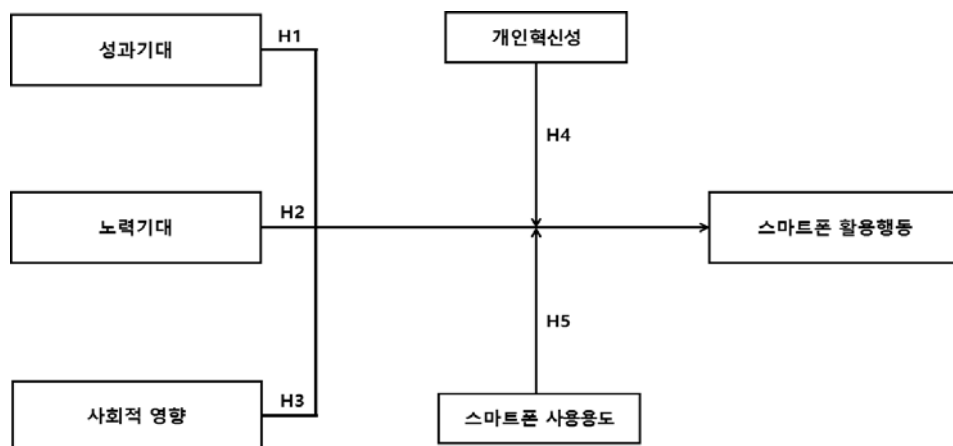 성과기대
H1
개인혁신성
H4
노력기대
H2
스마트폰 활용행동
H5
사회적 영향
H3
스마트폰 사용용도